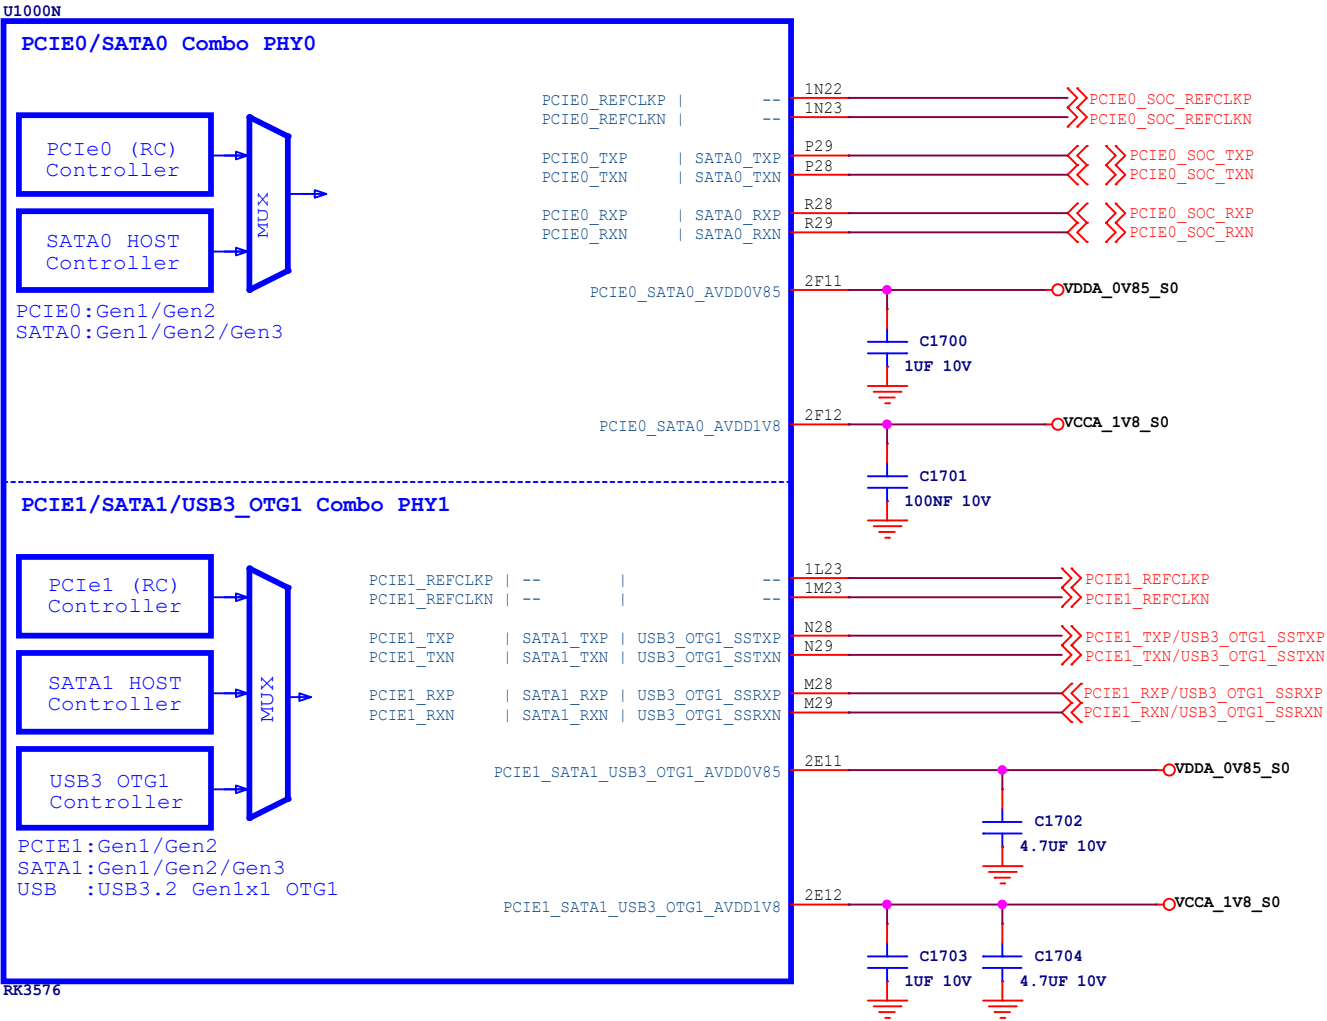 U1000N
PCIE0/SATA0 Combo PHY0
PCIe0 (RC)
Controller
SATA0 HOST
Controller
MUX
PCIE0:Gen1/Gen2
SATA0:Gen1/Gen2/Gen3
PCIE0_REFCLKP | -- 1N22 PCIE0_SOC_REFCLKP
PCIE0_REFCLKN | -- 1N23 PCIE0_SOC_REFCLKN
PCIE0_TXP | SATA0_TXP P29 PCIE0_SOC_TXP
PCIE0_TXN | SATA0_TXN P28 PCIE0_SOC_TXN
PCIE0_RXP | SATA0_RXP R28 PCIE0_SOC_RXP
PCIE0_RXN | SATA0_RXN R29 PCIE0_SOC_RXN
PCIE0_SATA0_AVDD0V85 2F11 VDDA_0V85_S0
C1700
1UF 10V
PCIE0_SATA0_AVDD1V8 2F12 VCCA_1V8_S0
C1701
100NF 10V
PCIE1/SATA1/USB3_OTG1 Combo PHY1
PCIe1 (RC)
Controller
SATA1 HOST
Controller
USB3 OTG1
Controller
MUX
PCIE1:Gen1/Gen2
SATA1:Gen1/Gen2/Gen3
USB :USB3.2 Gen1x1 OTG1
PCIE1_REFCLKP | -- | -- 1L23 PCIE1_REFCLKP
PCIE1_REFCLKN | -- | -- 1M23 PCIE1_REFCLKN
PCIE1_TXP | SATA1_TXP | USB3_OTG1_SSTXP N28 PCIE1_TXP/USB3_OTG1_SSTXP
PCIE1_TXN | SATA1_TXN | USB3_OTG1_SSTXN N29 PCIE1_TXN/USB3_OTG1_SSTXN
PCIE1_RXP | SATA1_RXP | USB3_OTG1_SSRXP M28 PCIE1_RXP/USB3_OTG1_SSRXP
PCIE1_RXN | SATA1_RXN | USB3_OTG1_SSRXN M29 PCIE1_RXN/USB3_OTG1_SSRXN
PCIE1_SATA1_USB3_OTG1_AVDD0V85 2E11 VDDA_0V85_S0
C1702
4.7UF 10V
PCIE1_SATA1_USB3_OTG1_AVDD1V8 2E12 VCCA_1V8_S0
C1703 C1704
1UF 10V 4.7UF 10V
RK3576